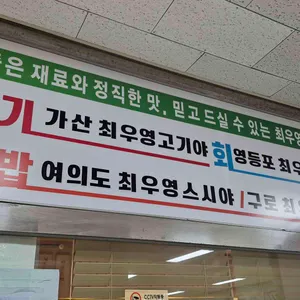 은 재료와 정직한 맛, 믿고 드실 수 있는 최우영
기 가산 최우영고기야 회 영등포 최우
밥 여의도 최우영스시야 / 구로 최